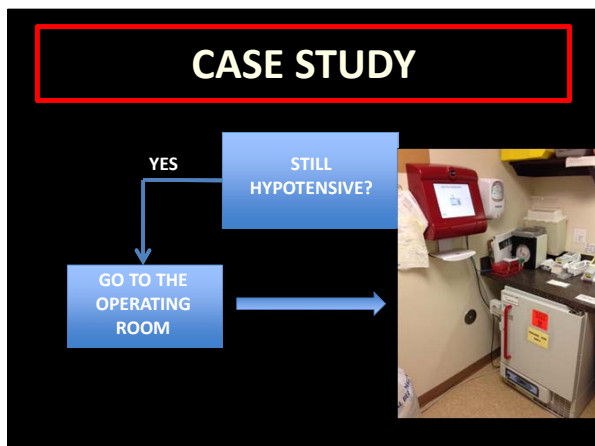 CASE STUDY
YES
STILL
HYPOTENSIVE?
GO TO THE
OPERATING
ROOM